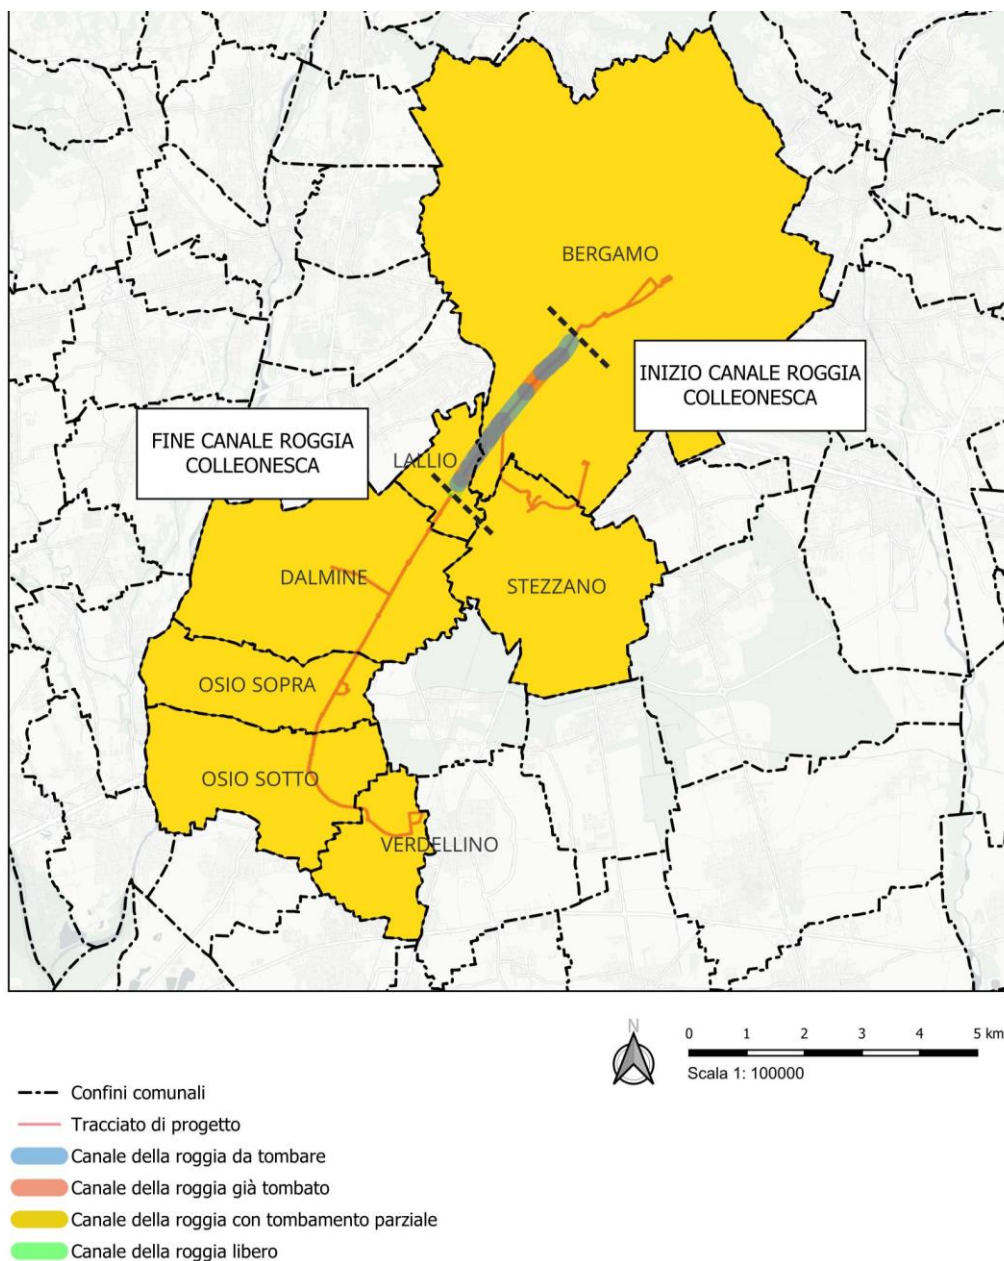 BERGAMO
INIZIO CANALE ROGGIA
COLLEONESCA
FINE CANALE ROGGIA
COLLEONESCA
LALLIO
DALMINE
STEZZANO
OSIO SOPRA
OSIO SOTTO
VERDELLINO
N
0 1 2 3 4 5 km
Scala 1: 100000
Confini comunali
Tracciato di progetto
Canale della roggia da tombare
Canale della roggia già tombato
Canale della roggia con tombamento parziale
Canale della roggia libero